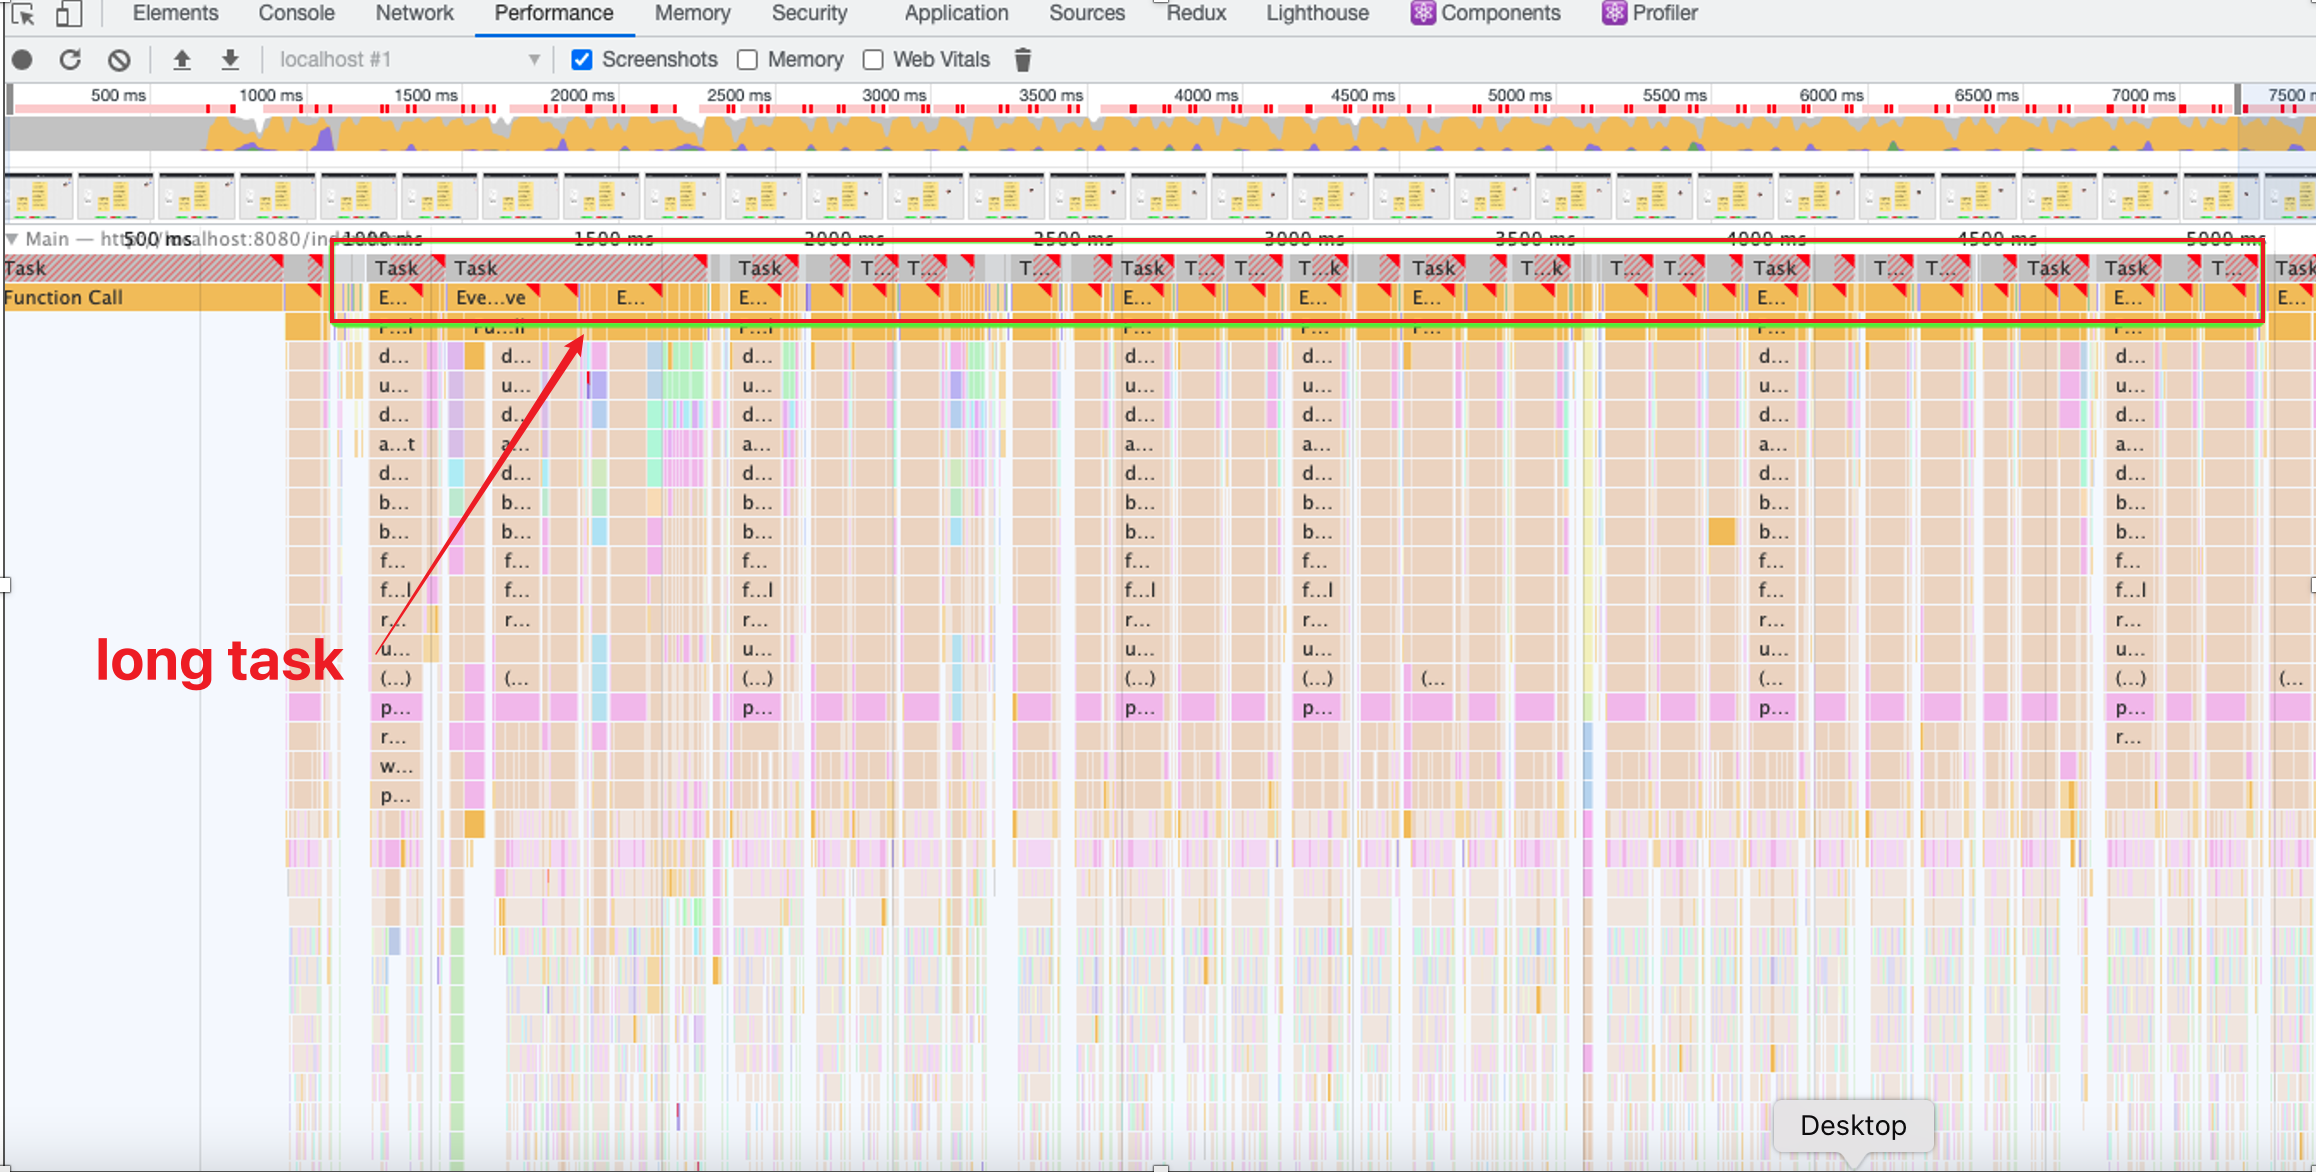 Elements Console Network Performance Memory Security Application Sources Redux Lighthouse Components Profiler
localhost #1 Screenshots Memory Web Vitals
500 ms 1000 ms 1500 ms 2000 ms 2500 ms 3000 ms 3500 ms 4000 ms 4500 ms 5000 ms 5500 ms 6000 ms 6500 ms 7000 ms 7500 m
Main — 500 ms 1000 ms 1500 ms 2000 ms 2500 ms 3000 ms 3500 ms 4000 ms 4500 ms 5000 ms
Task Task Task Task T... T... T... Task T... T... T...k Task T...k T... T... Task T... T... Task Task T... Task
Function Call E... Eve...ve E... E... E... E... E... E... E... E...
d... d... d... d... d... d... d...
u... u... u... u... u... u... u...
d... d... d... d... d... d... d...
a...t a... a... a... a... a... a...
d... d... d... d... d... d... d...
b... b... b... b... b... b... b...
b... b... b... b... b... b... b...
f... f... f... f... f... f... f...
f...l f... f...l f...l f...l f... f...l
r... r... r... r... r... r... r...
u... u... u... u... u... u...
long task
(...) (... (...) (...) (...) (... (... (...) (...
p... p... p... p... p... p...
r... r...
w...
p...
Desktop